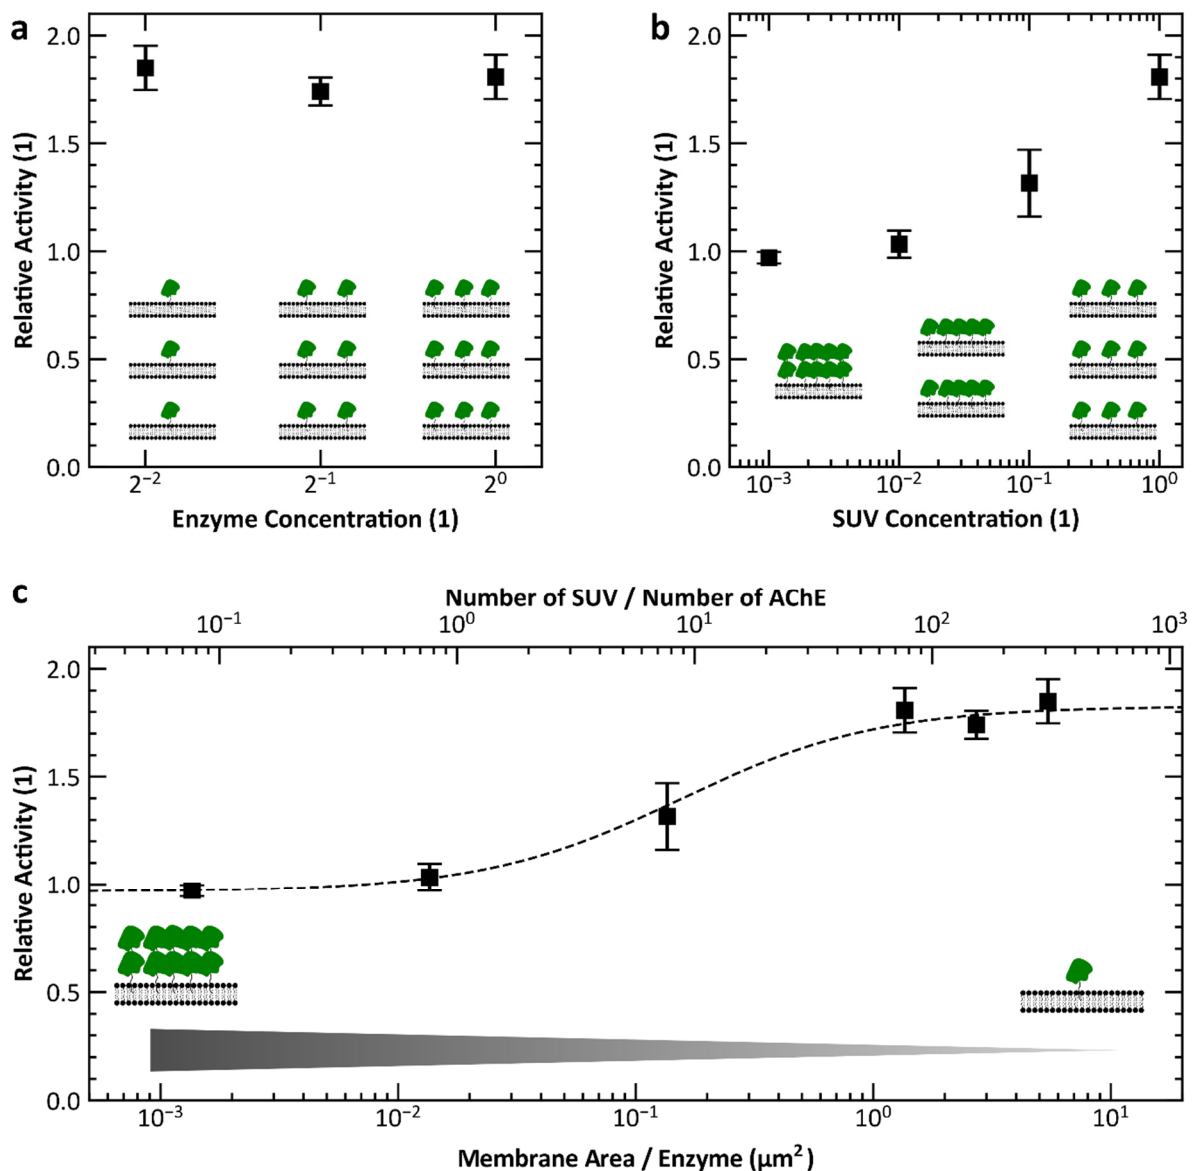 a
2.0
1.5
1.0
0.5
0.0
Relative Activity (1)
2⁻² 2⁻¹ 2⁰
Enzyme Concentration (1)
b
2.0
1.5
1.0
0.5
0.0
Relative Activity (1)
10⁻³ 10⁻² 10⁻¹ 10⁰
SUV Concentration (1)
c
Number of SUV / Number of AChE
10⁻¹ 10⁰ 10¹ 10² 10³
2.0
1.5
1.0
0.5
0.0
Relative Activity (1)
10⁻³ 10⁻² 10⁻¹ 10⁰ 10¹
Membrane Area / Enzyme (μm²)